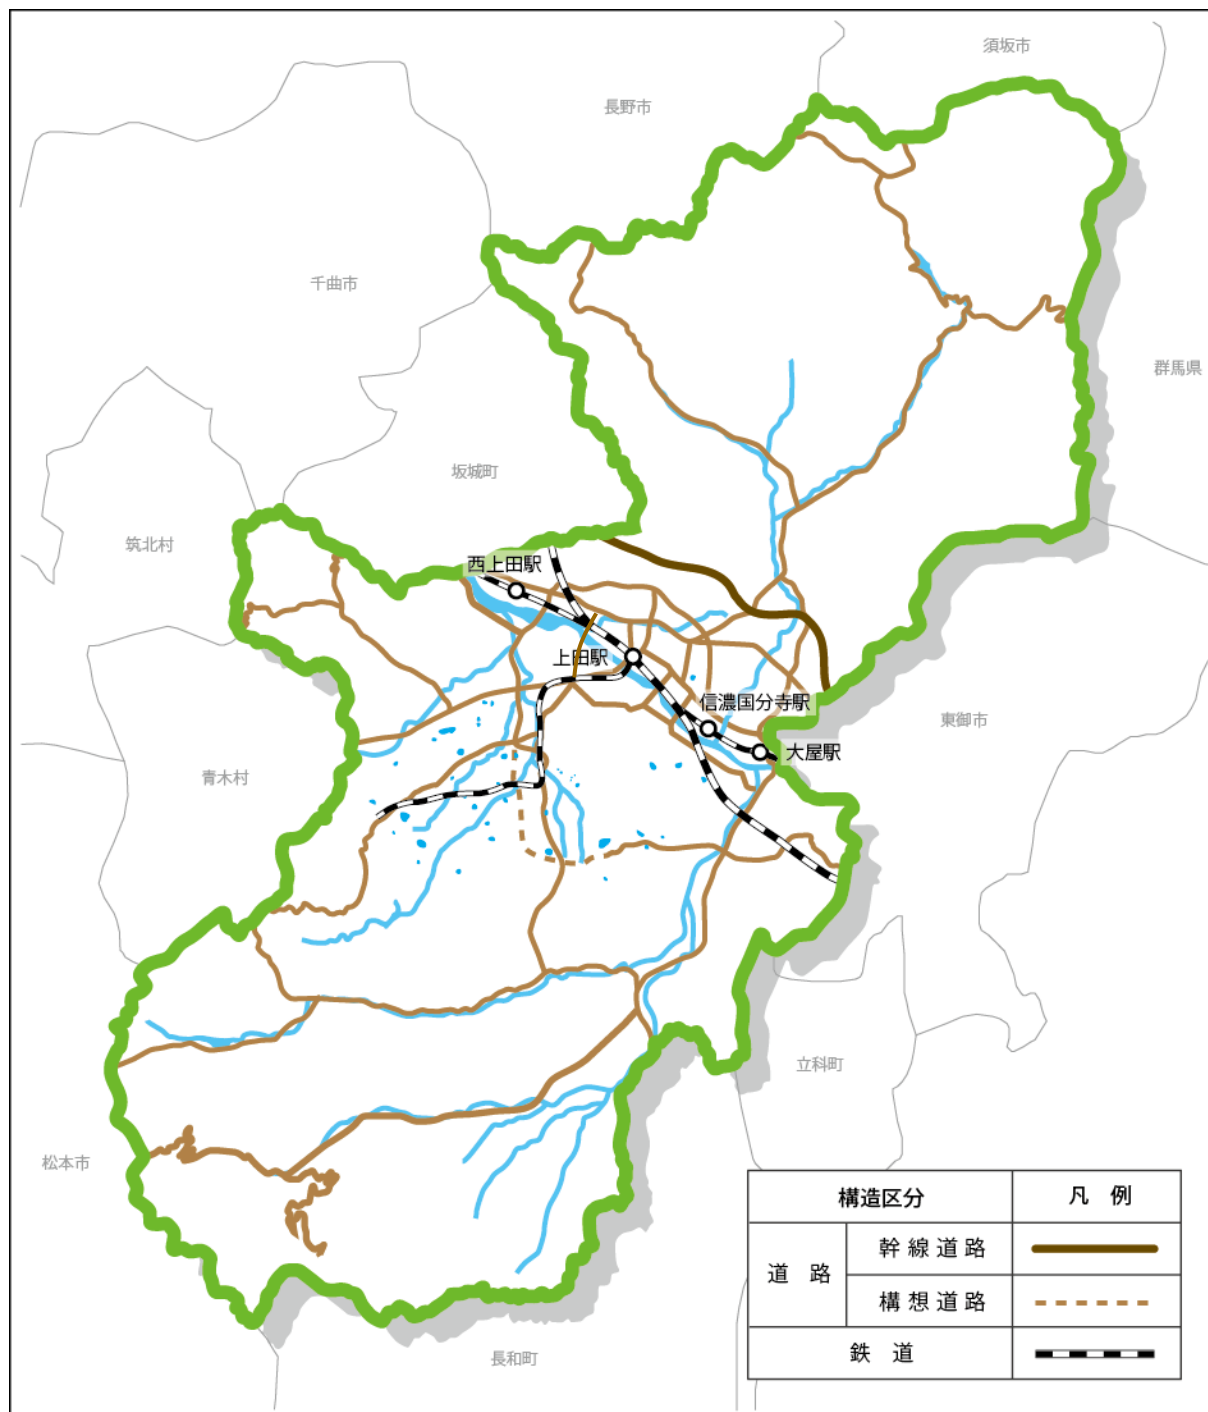 須坂市
長野市
千曲市
群馬県
坂城町
筑北村
西上田駅
上田駅
信濃国分寺駅
東御市
大屋駅
青木村
立科町
松本市
長和町
構造区分
凡 例
道 路
幹線道路
構想道路
鉄 道